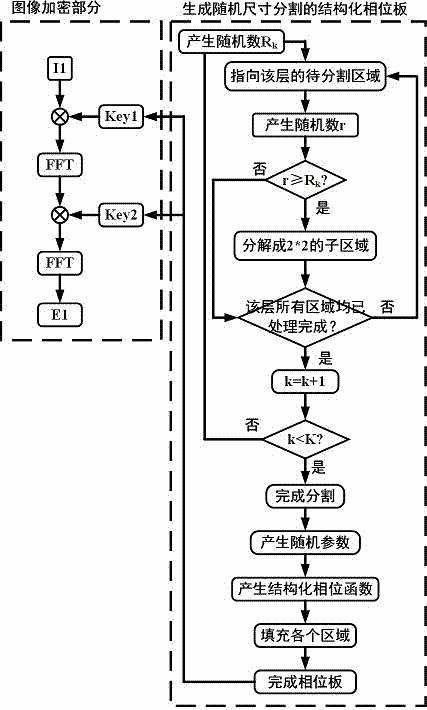 图像加密部分
I1
Key1
FFT
Key2
FFT
E1
生成随机尺寸分割的结构化相位板
产生随机数Rk
指向该层的待分割区域
产生随机数r
否
r≥Rk?
是
分解成2*2的子区域
该层所有区域均已
处理完成?
否
是
k=k+1
否
k<K?
是
完成分割
产生随机参数
产生结构化相位函数
填充各个区域
完成相位板